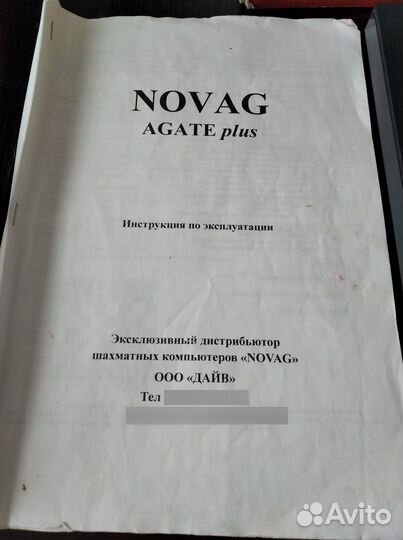 NOVAG
AGATE plus
Инструкция по эксплуатации
Эксклюзивный дистрибьютор
шахматных компьютеров «NOVAG»
ООО «ДАЙВ»
Тел
Avito